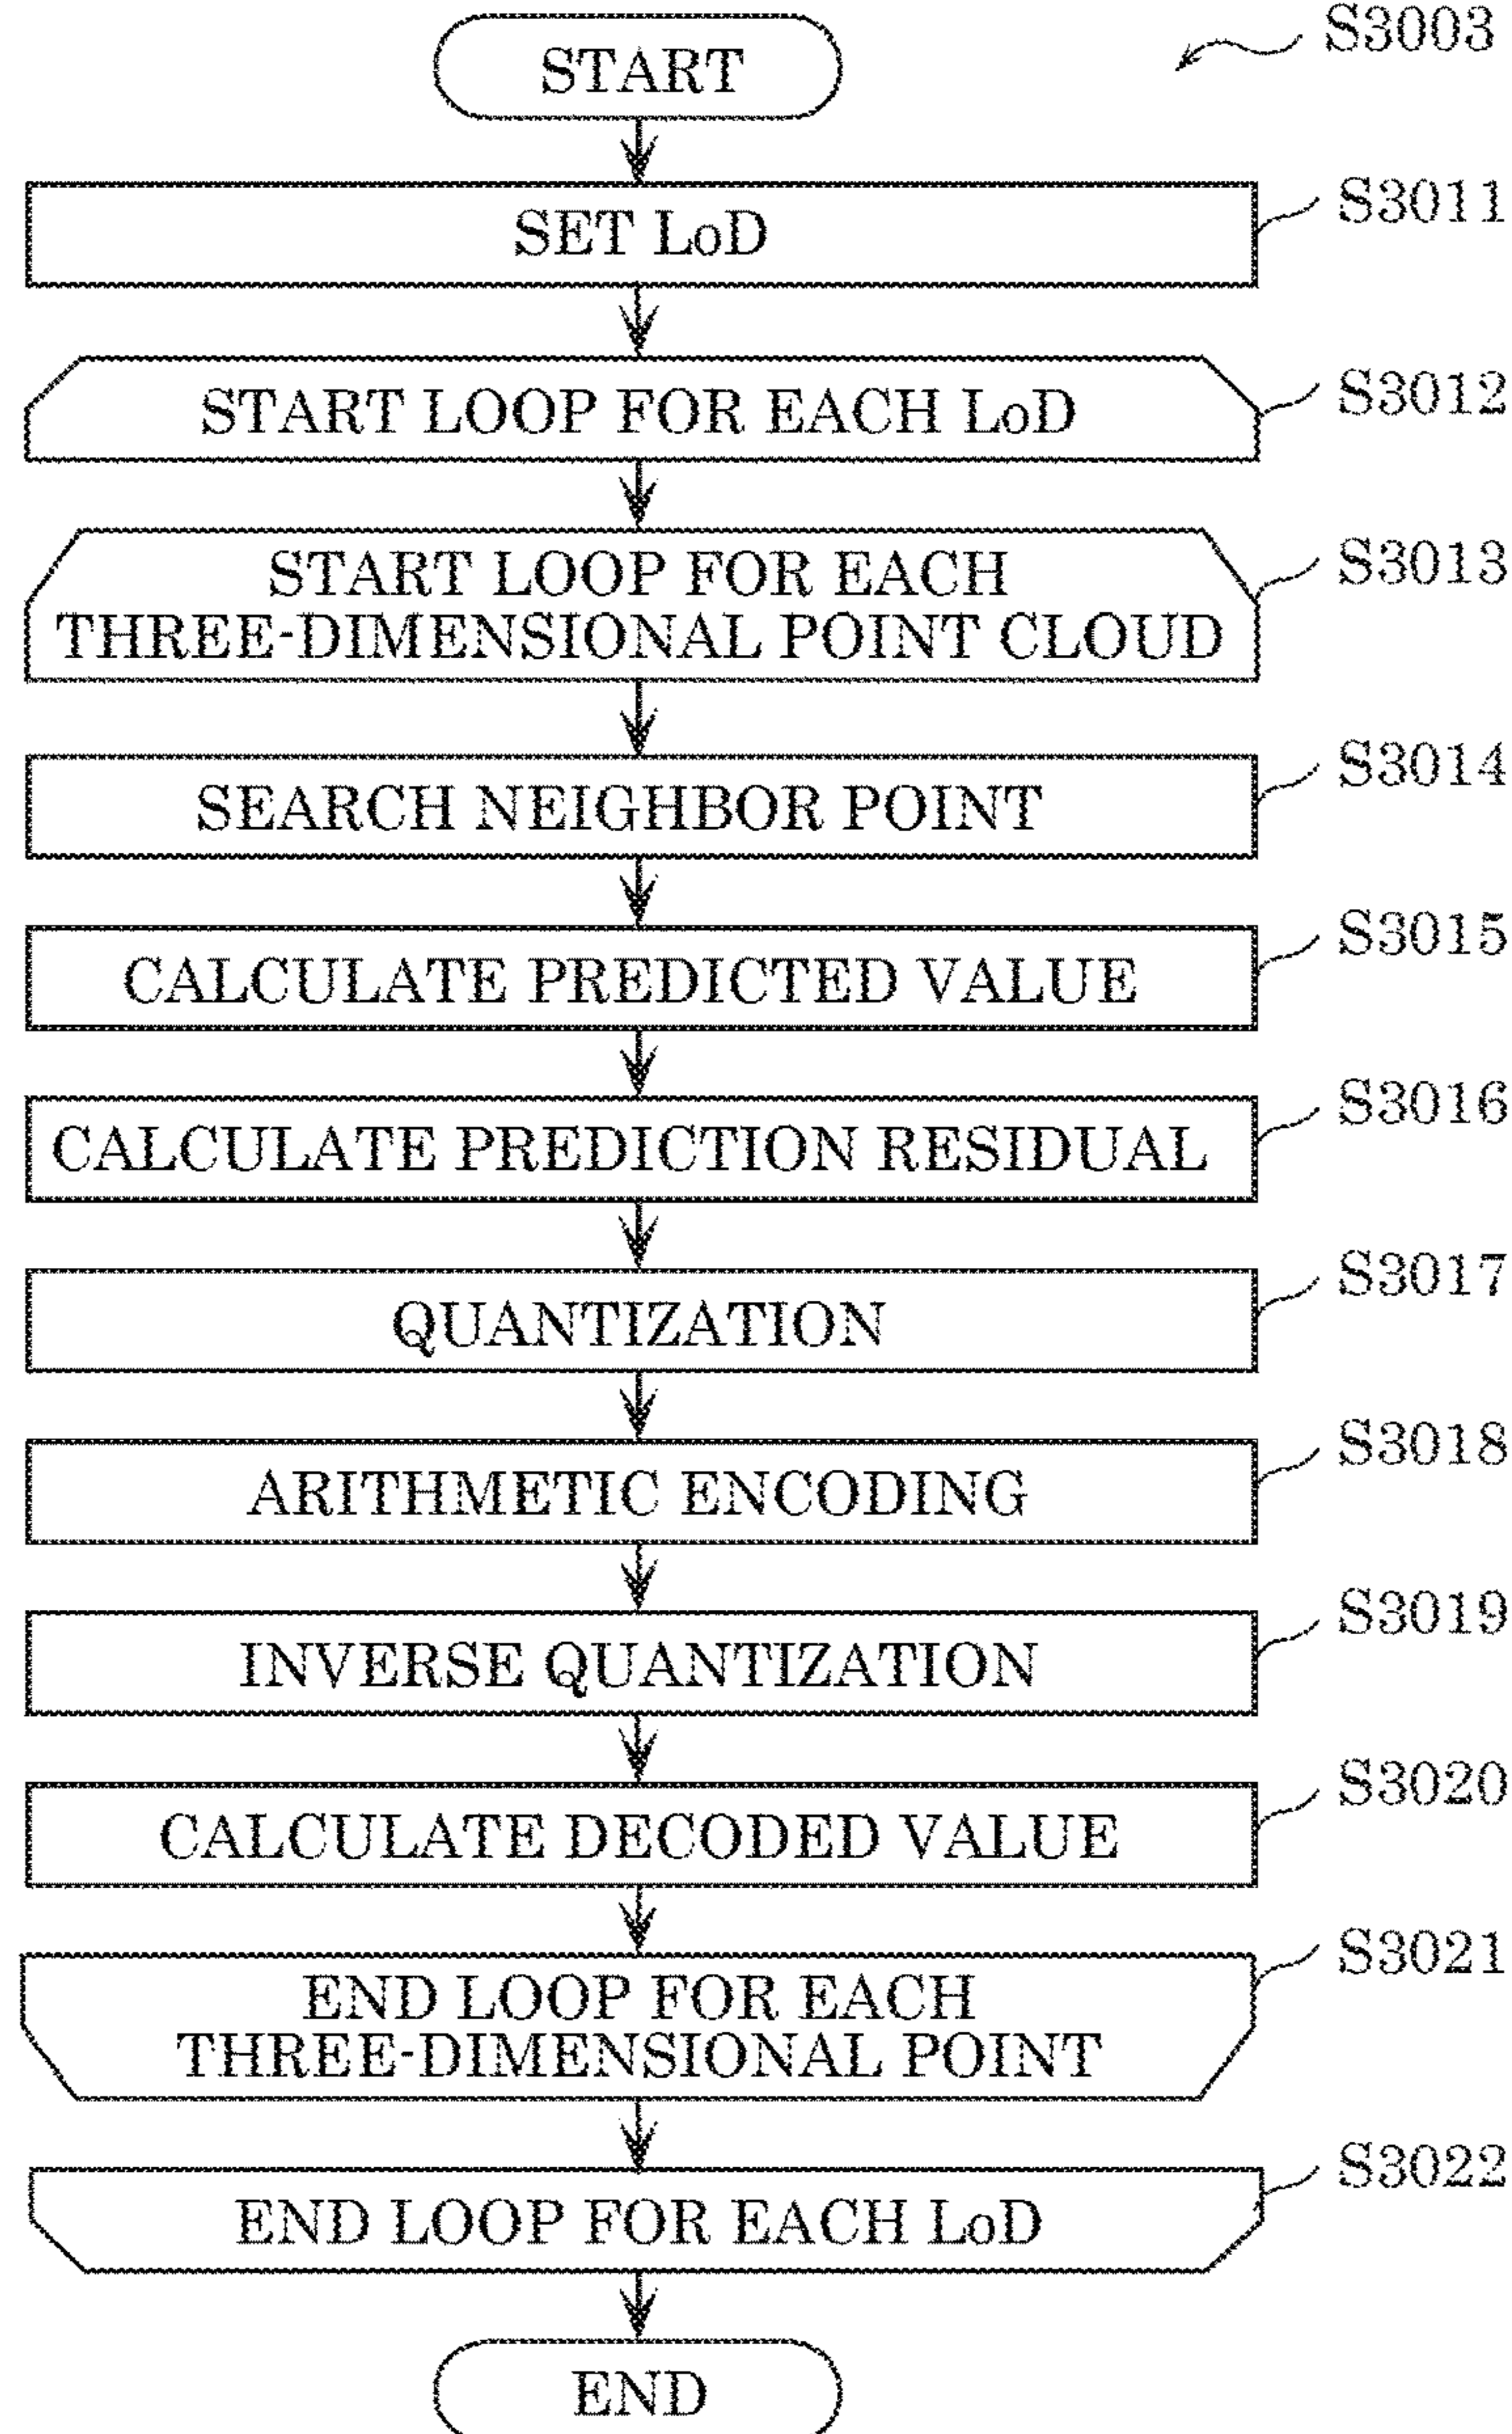 S3003
START
SET LoD
S3011
START LOOP FOR EACH LoD
S3012
START LOOP FOR EACH
THREE-DIMENSIONAL POINT CLOUD
S3013
SEARCH NEIGHBOR POINT
S3014
CALCULATE PREDICTED VALUE
S3015
CALCULATE PREDICTION RESIDUAL
S3016
QUANTIZATION
S3017
ARITHMETIC ENCODING
S3018
INVERSE QUANTIZATION
S3019
CALCULATE DECODED VALUE
S3020
END LOOP FOR EACH
THREE-DIMENSIONAL POINT
S3021
END LOOP FOR EACH LoD
S3022
END